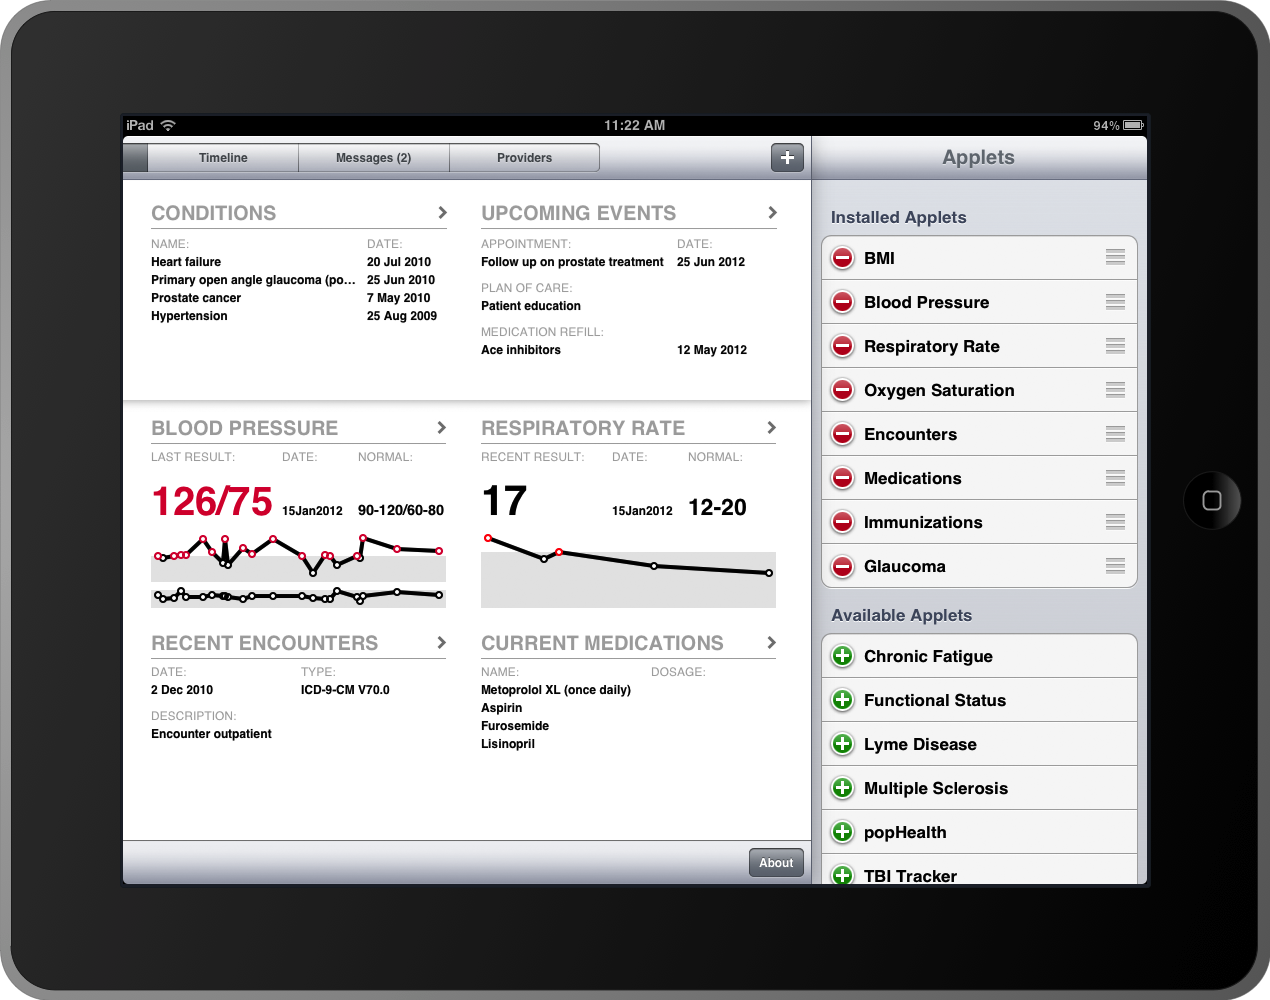 iPad 11:22 AM 94%
Timeline Messages (2) Providers
Applets
CONDITIONS
NAME: DATE:
Heart failure 20 Jul 2010
Primary open angle glaucoma (po... 25 Jun 2010
Prostate cancer 7 May 2010
Hypertension 25 Aug 2009
UPCOMING EVENTS
APPOINTMENT: DATE:
Follow up on prostate treatment 25 Jun 2012
PLAN OF CARE:
Patient education
MEDICATION REFILL:
Ace inhibitors 12 May 2012
BLOOD PRESSURE
LAST RESULT: DATE: NORMAL:
126/75 15Jan2012 90-120/60-80
RESPIRATORY RATE
RECENT RESULT: DATE: NORMAL:
17 15Jan2012 12-20
RECENT ENCOUNTERS
DATE: TYPE:
2 Dec 2010 ICD-9-CM V70.0
DESCRIPTION:
Encounter outpatient
CURRENT MEDICATIONS
NAME: DOSAGE:
Metoprolol XL (once daily)
Aspirin
Furosemide
Lisinopril
About
Installed Applets
BMI
Blood Pressure
Respiratory Rate
Oxygen Saturation
Encounters
Medications
Immunizations
Glaucoma
Available Applets
Chronic Fatigue
Functional Status
Lyme Disease
Multiple Sclerosis
popHealth
TBI Tracker